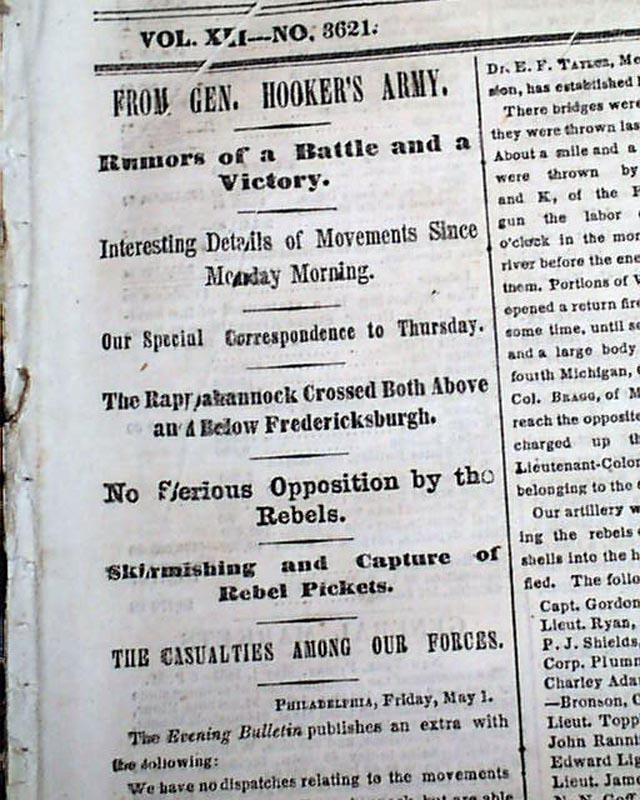 VOL. XII—NO. 3621.
FROM GEN. HOOKER'S ARMY.
Rumors of a Battle and a
Victory.
Interesting Details of Movements Since
Monday Morning.
Our Special Correspondence to Thursday.
The Rappahannock Crossed Both Above
and Below Fredericksburgh.
No Serious Opposition by the
Rebels.
Skirmishing and Capture of
Rebel Pickets.
THE CASUALTIES AMONG OUR FORCES.
PHILADELPHIA, Friday, May 1.
The Evening Bulletin publishes an extra with
the following:
We have no dispatches relating to the movements
but are able
Dr. E. F. TAYLOR, Me
sion, has established
There bridges were
they were thrown las
About a mile and a
were thrown by
and K, of the
gun the labor
o'clock in the mor
river before the ene
them. Portions of
opened a return fir
some time, until
and a large body
fourth Michigan,
Col. BRAGG, of M
reach the opposite
charged up th
Lieutenant-Colon
belonging to the
Our artillery w
ing the rebels
shells into the h
fied. The follo
Capt. Gordon
Lieut. Ryan,
P. J. Shields,
Corp. Plum
Charley Ada
—Bronson, C
Lieut. Topp
John Ranni
Edward Lig
Lieut. Jame